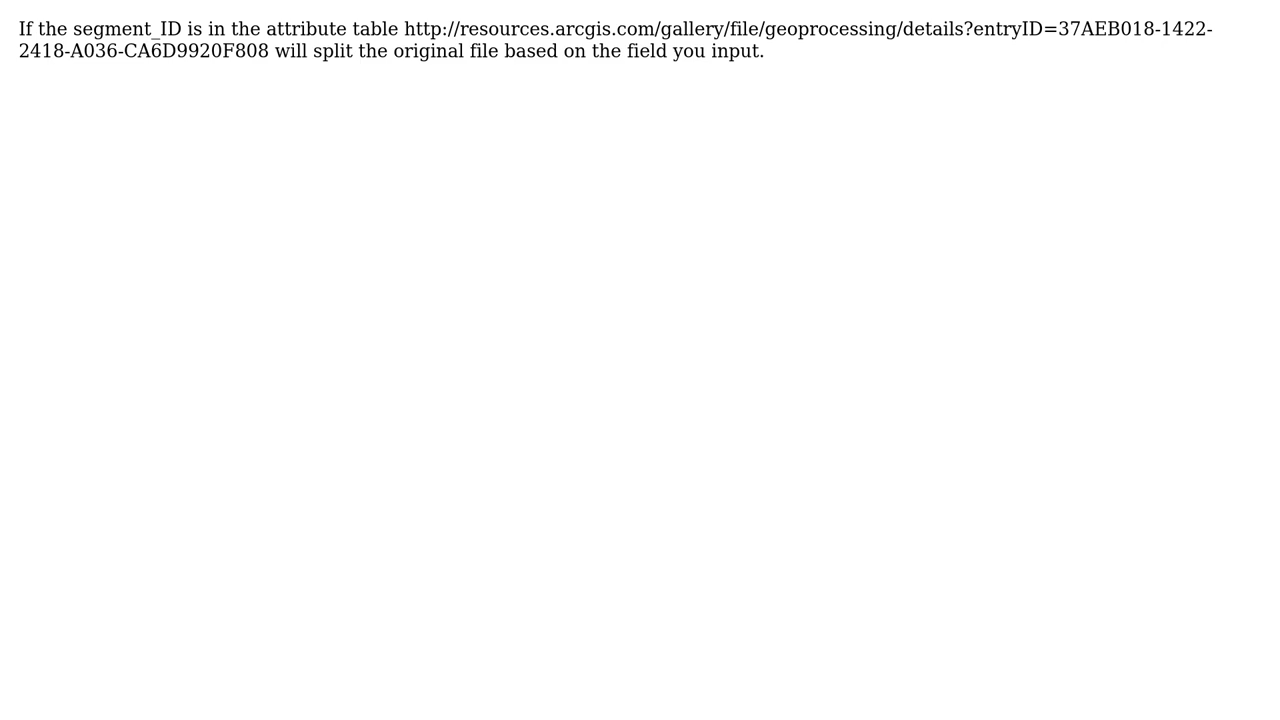 If the segment_ID is in the attribute table http://resources.arcgis.com/gallery/file/geoprocessing/details?entryID=37AEB018-1422-
2418-A036-CA6D9920F808 will split the original file based on the field you input.